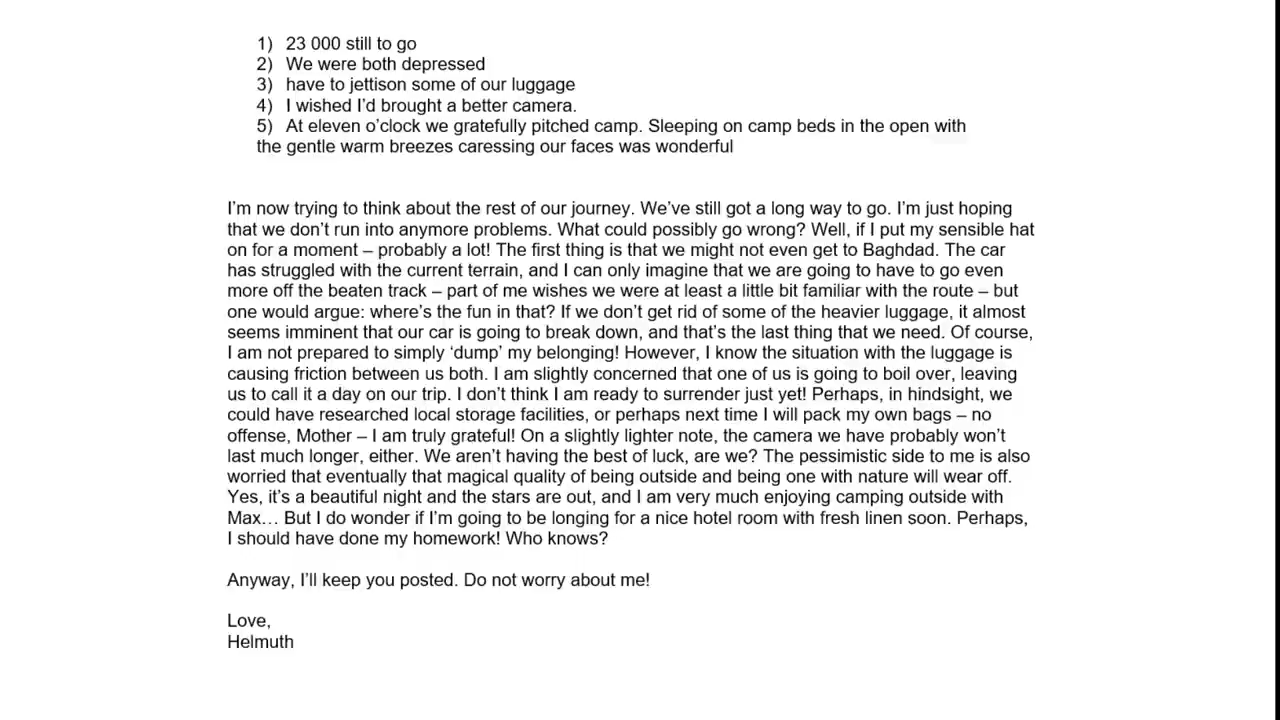 1) 23 000 still to go
2) We were both depressed
3) have to jettison some of our luggage
4) I wished I’d brought a better camera.
5) At eleven o’clock we gratefully pitched camp. Sleeping on camp beds in the open with
the gentle warm breezes caressing our faces was wonderful
I’m now trying to think about the rest of our journey. We’ve still got a long way to go. I’m just hoping
that we don’t run into anymore problems. What could possibly go wrong? Well, if I put my sensible hat
on for a moment – probably a lot! The first thing is that we might not even get to Baghdad. The car
has struggled with the current terrain, and I can only imagine that we are going to have to go even
more off the beaten track – part of me wishes we were at least a little bit familiar with the route – but
one would argue: where’s the fun in that? If we don’t get rid of some of the heavier luggage, it almost
seems imminent that our car is going to break down, and that’s the last thing that we need. Of course,
I am not prepared to simply ‘dump’ my belonging! However, I know the situation with the luggage is
causing friction between us both. I am slightly concerned that one of us is going to boil over, leaving
us to call it a day on our trip. I don’t think I am ready to surrender just yet! Perhaps, in hindsight, we
could have researched local storage facilities, or perhaps next time I will pack my own bags – no
offense, Mother – I am truly grateful! On a slightly lighter note, the camera we have probably won’t
last much longer, either. We aren’t having the best of luck, are we? The pessimistic side to me is also
worried that eventually that magical quality of being outside and being one with nature will wear off.
Yes, it’s a beautiful night and the stars are out, and I am very much enjoying camping outside with
Max… But I do wonder if I’m going to be longing for a nice hotel room with fresh linen soon. Perhaps,
I should have done my homework! Who knows?
Anyway, I’ll keep you posted. Do not worry about me!
Love,
Helmuth